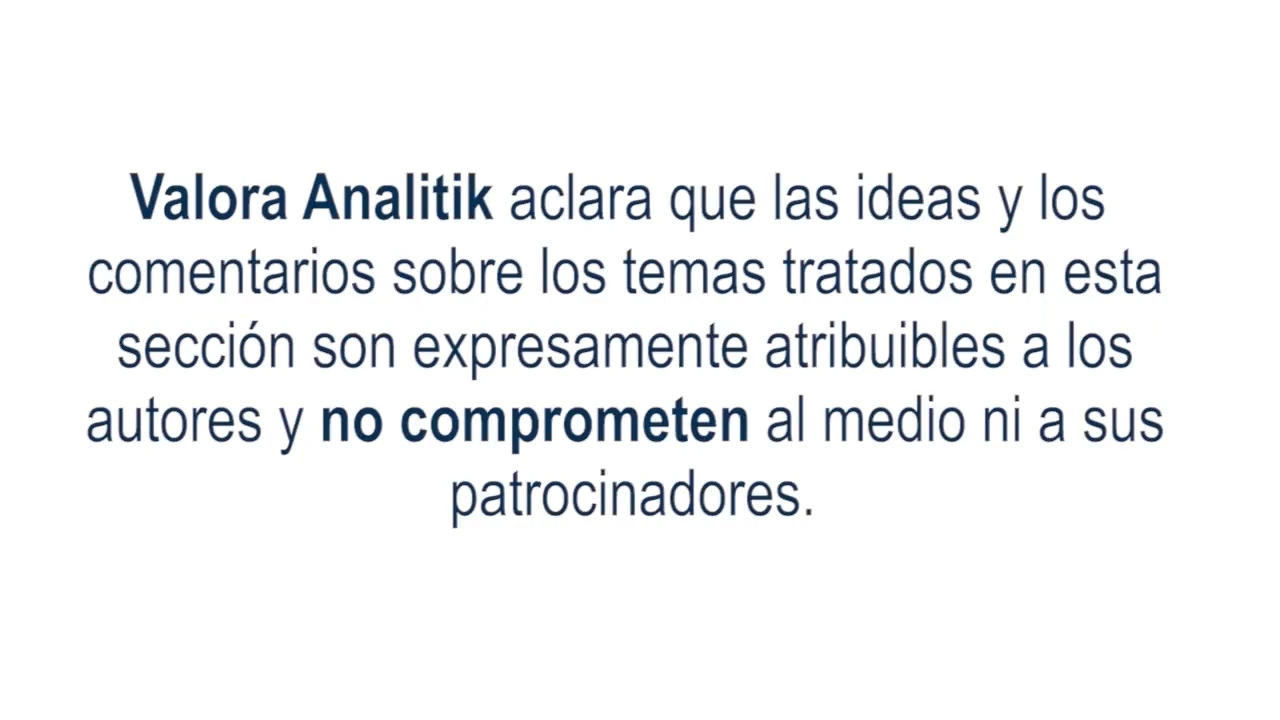 Valora Analitik aclara que las ideas y los
comentarios sobre los temas tratados en esta
sección son expresamente atribuibles a los
autores y no comprometen al medio ni a sus
patrocinadores.